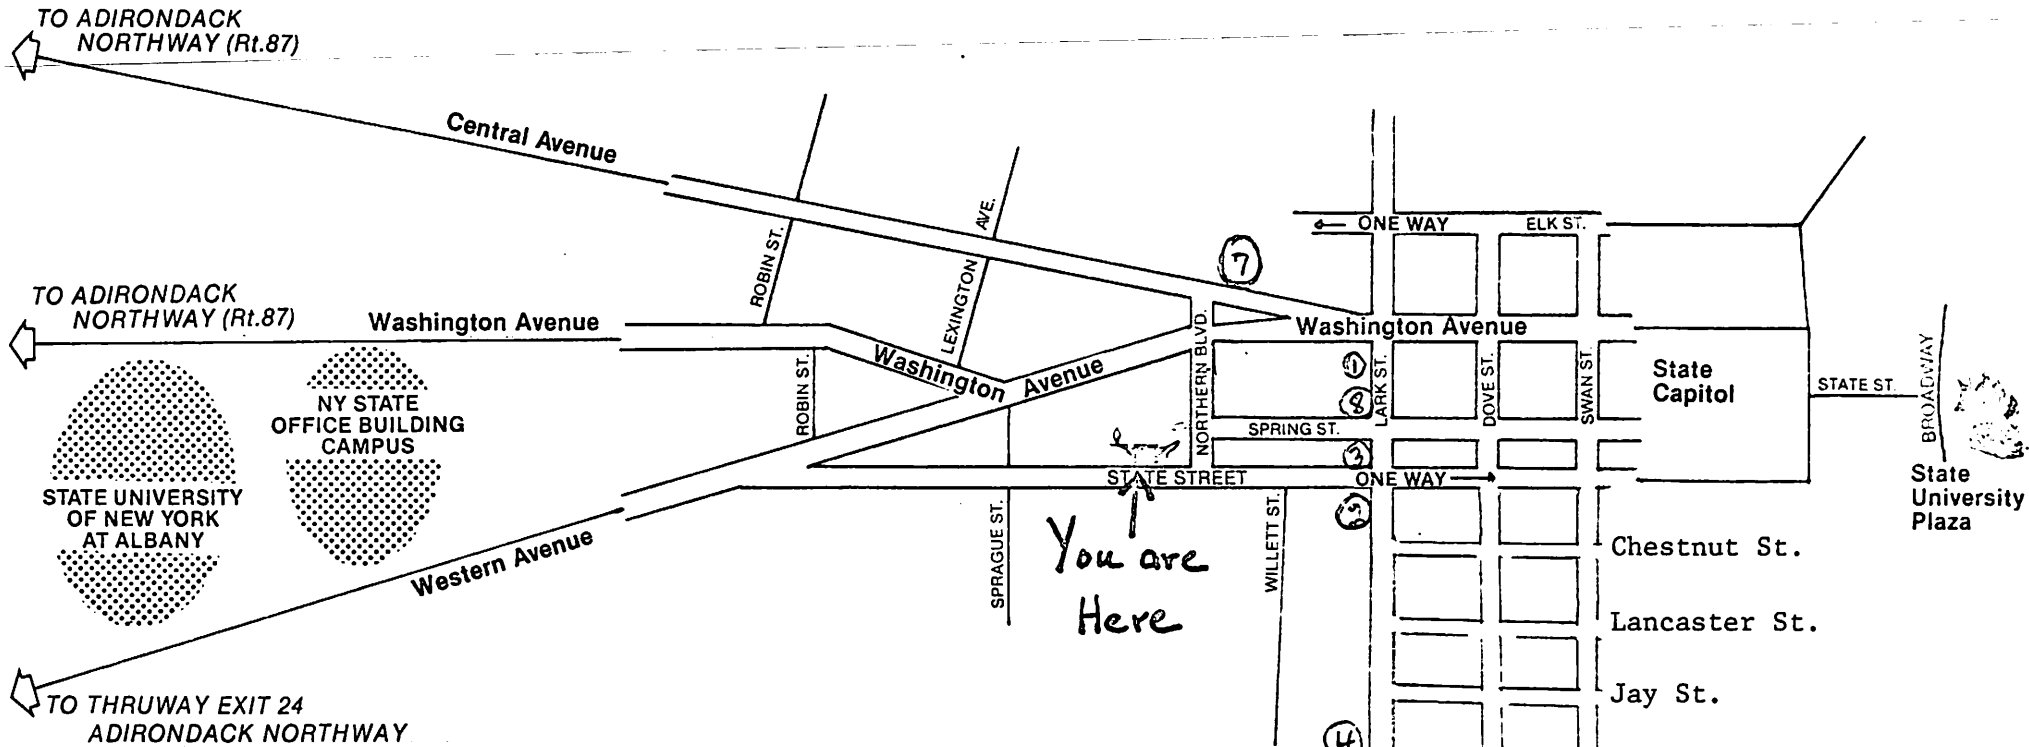 TO ADIRONDACK
NORTHWAY (Rt.87)
Central Avenue
ROBIN ST.
LEXINGTON AVE.
7
ONE WAY
ELK ST.
TO ADIRONDACK
NORTHWAY (Rt.87)
Washington Avenue
Washington Avenue
Washington Avenue
ROBIN ST.
NORTHERN BLVD.
1
8
LARK ST.
DOVE ST.
SWAN ST.
State
Capitol
STATE ST.
BROADWAY
NY STATE
OFFICE BUILDING
CAMPUS
SPRING ST.
3
STATE STREET
ONE WAY
STATE UNIVERSITY
OF NEW YORK
AT ALBANY
State
University
Plaza
Western Avenue
SPRAGUE ST.
You are
Here
WILLETT ST.
Chestnut St.
Lancaster St.
Jay St.
4
TO THRUWAY EXIT 24
ADIRONDACK NORTHWAY